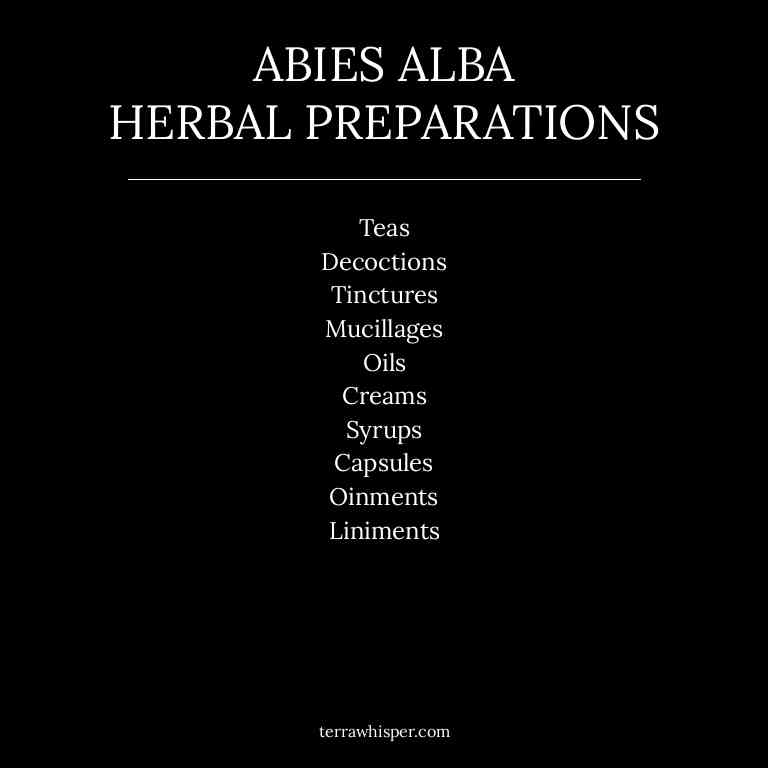 ABIES ALBA
HERBAL PREPARATIONS
Teas
Decoctions
Tinctures
Mucillages
Oils
Creams
Syrups
Capsules
Oinments
Liniments
terrawhisper.com